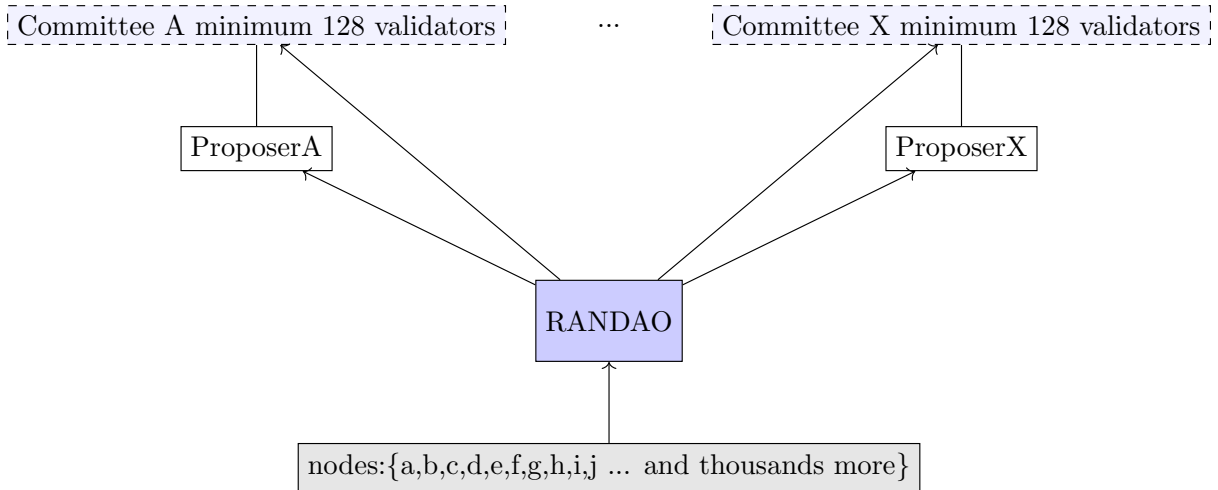 Committee A minimum 128 validators
...
Committee X minimum 128 validators
ProposerA
ProposerX
RANDAO
nodes:{a,b,c,d,e,f,g,h,i,j ... and thousands more}